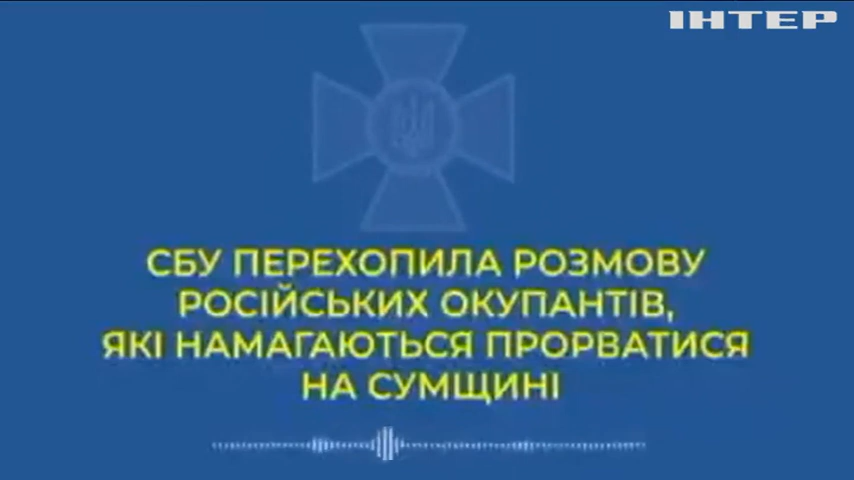 ІНТЕР
СБУ ПЕРЕХОПИЛА РОЗМОВУ
РОСІЙСЬКИХ ОКУПАНТІВ,
ЯКІ НАМАГАЮТЬСЯ ПРОРВАТИСЯ
НА СУМЩИНІ